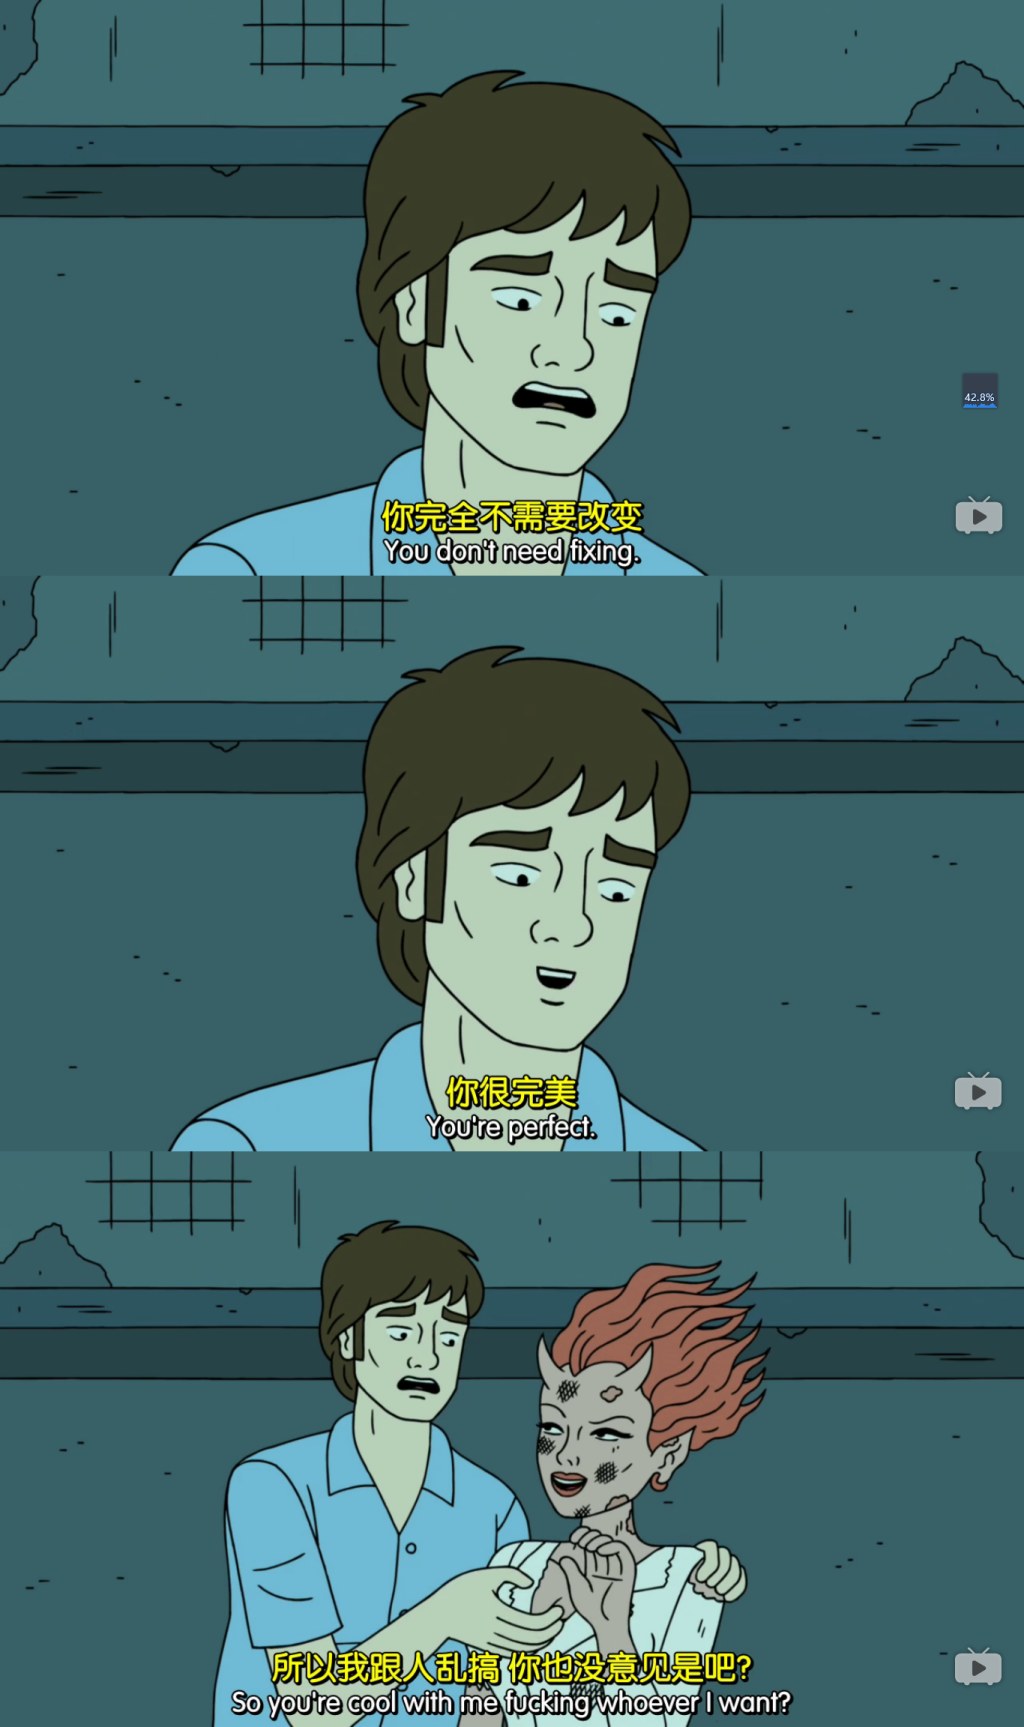 42.8%
你完全不需要改变
You don't need fixing.
你很完美
You're perfect.
所以我跟人乱搞 你也没意见是吧?
So you're cool with me fucking whoever I want?